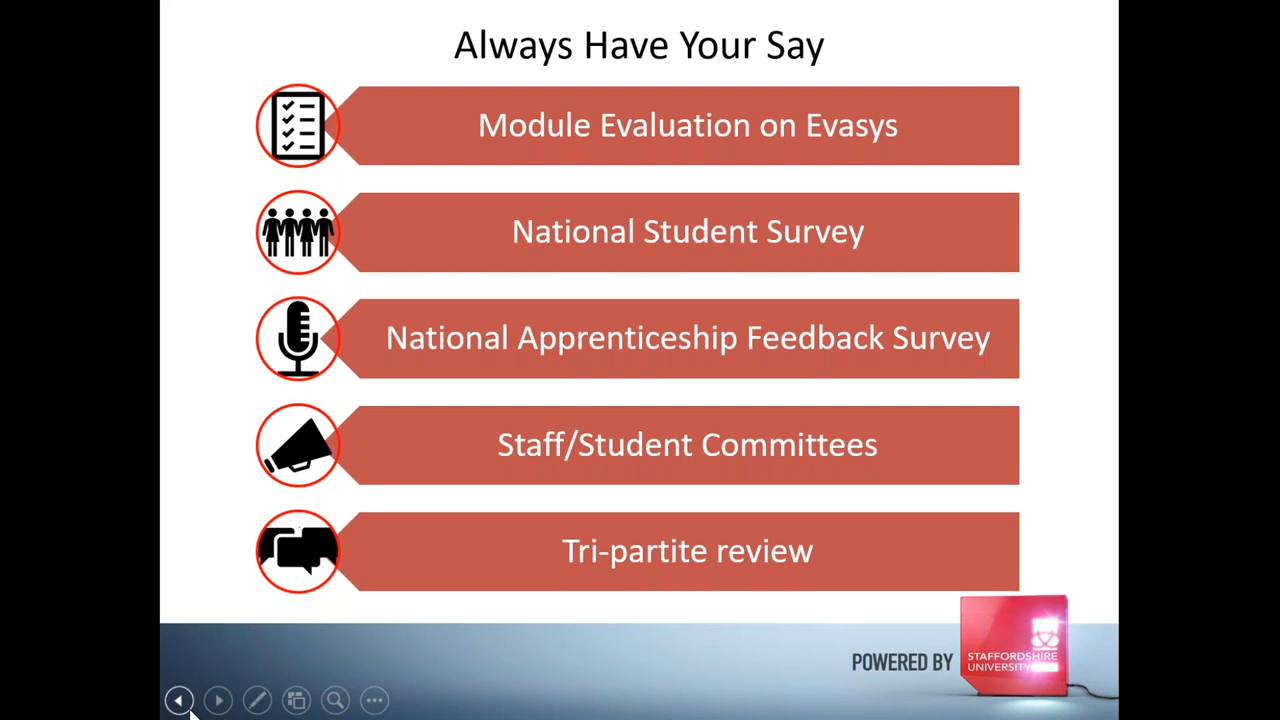 Always Have Your Say
Module Evaluation on Evasys
National Student Survey
National Apprenticeship Feedback Survey
Staff/Student Committees
Tri-partite review
POWERED BY
STAFFORDSHIRE
UNIVERSITY